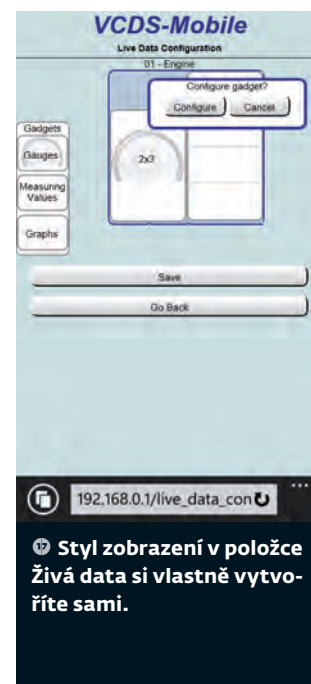 VCDS-Mobile
Live Data Configuration
01 - Engine
Configure gadget?
Configure Cancel
Gadgets
Gauges
2x3
Measuring
Values
Graphs
Save
Go Back
192.168.0.1/live_data_con
⓱ Styl zobrazení v položce
Živá data si vlastně vytvo-
říte sami.